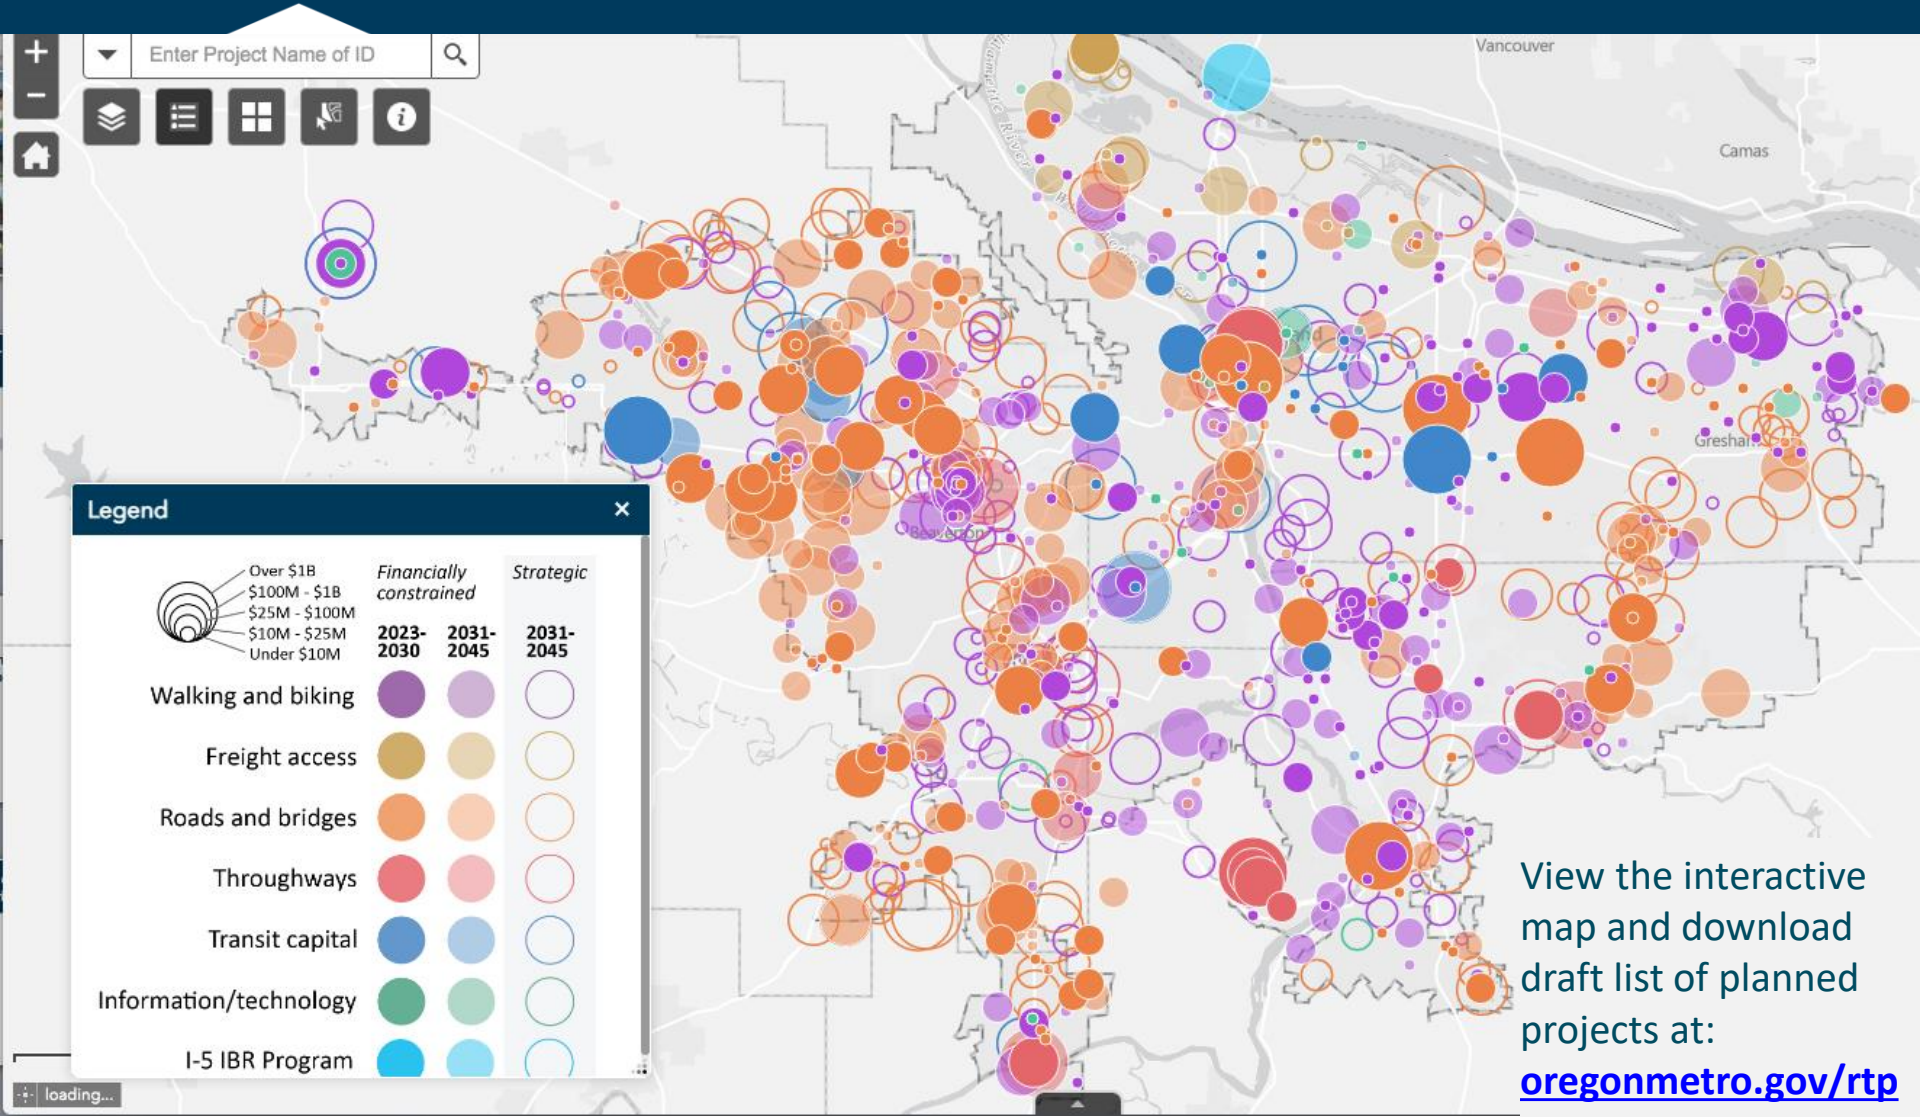 Enter Project Name of ID
Vancouver
Camas
Gresham
Beaverton
Legend
Over $1B
$100M - $1B
$25M - $100M
$10M - $25M
Under $10M
Financially
constrained
Strategic
2023-
2030
2031-
2045
2031-
2045
Walking and biking
Freight access
Roads and bridges
Throughways
Transit capital
Information/technology
I-5 IBR Program
loading...
View the interactive
map and download
draft list of planned
projects at:
oregonmetro.gov/rtp